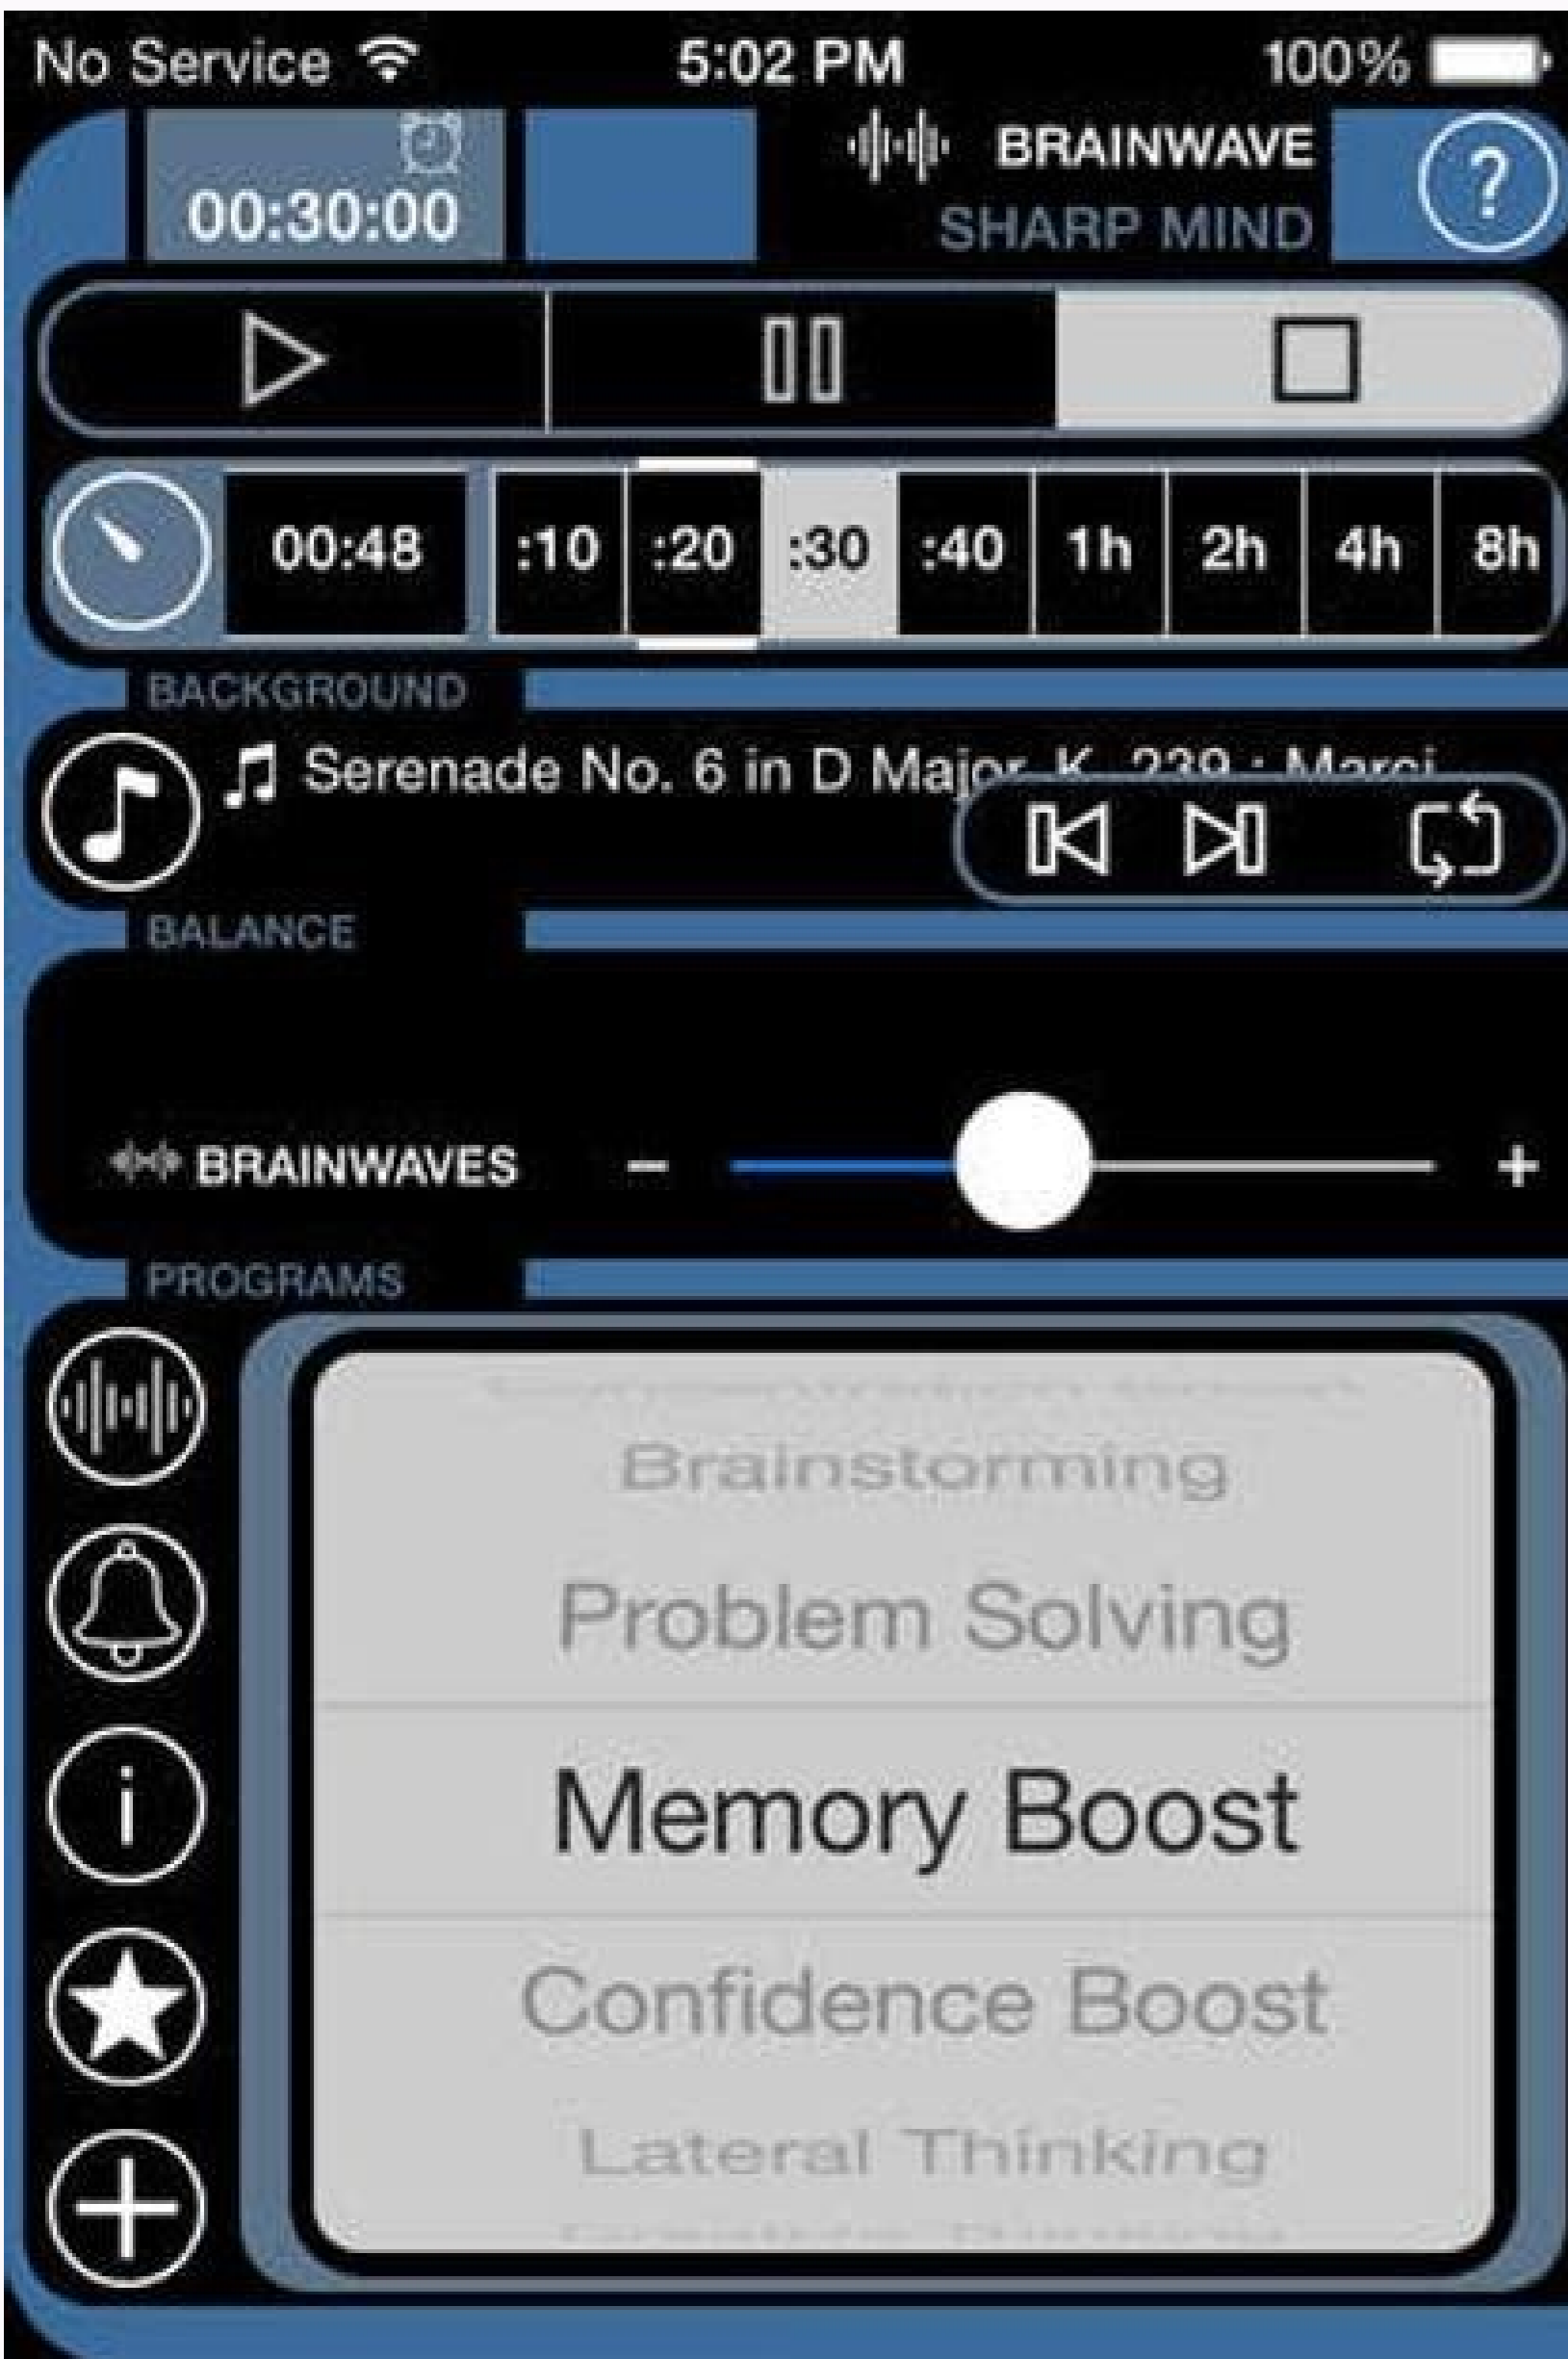 No Service 5:02 PM 100%
BRAINWAVE
00:30:00 SHARP MIND
?
00:48 :10 :20 :30 :40 1h 2h 4h 8h
BACKGROUND
Serenade No. 6 in D Major, K. 239 : Marci
BALANCE
BRAINWAVES - +
PROGRAMS
Brainstorming
Problem Solving
Memory Boost
Confidence Boost
Lateral Thinking